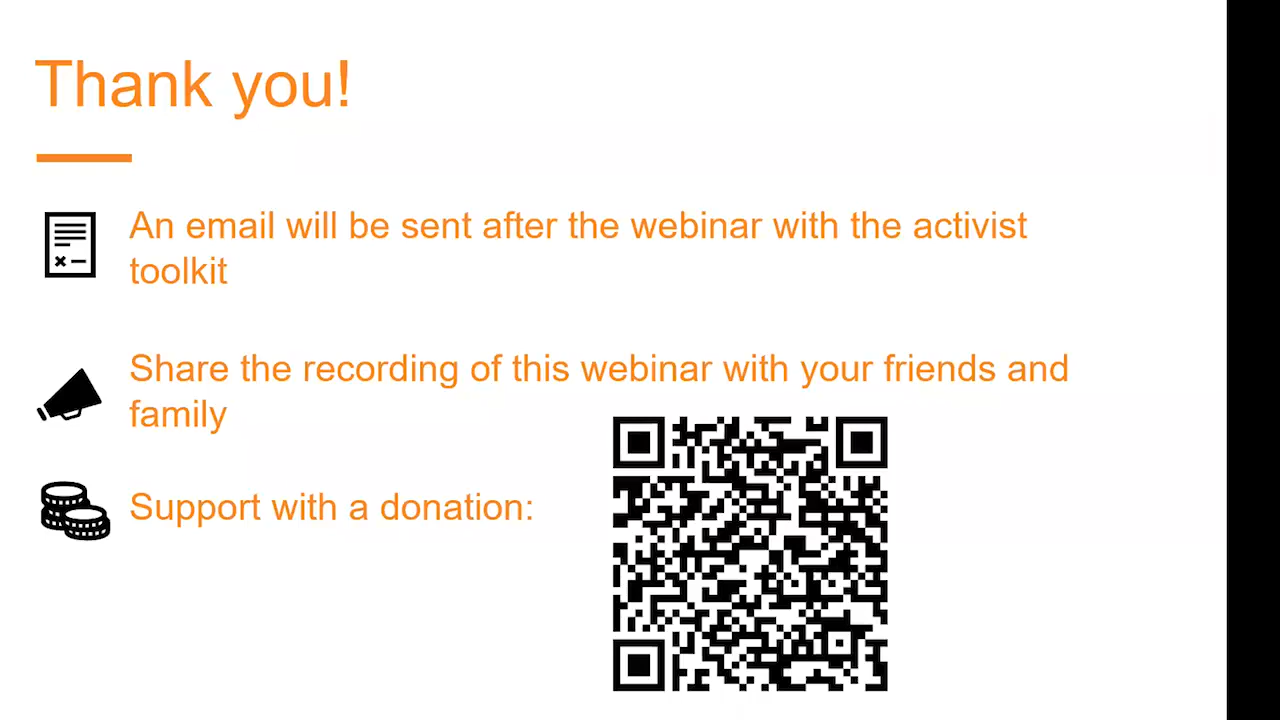 Thank you!
An email will be sent after the webinar with the activist
toolkit
Share the recording of this webinar with your friends and
family
Support with a donation: